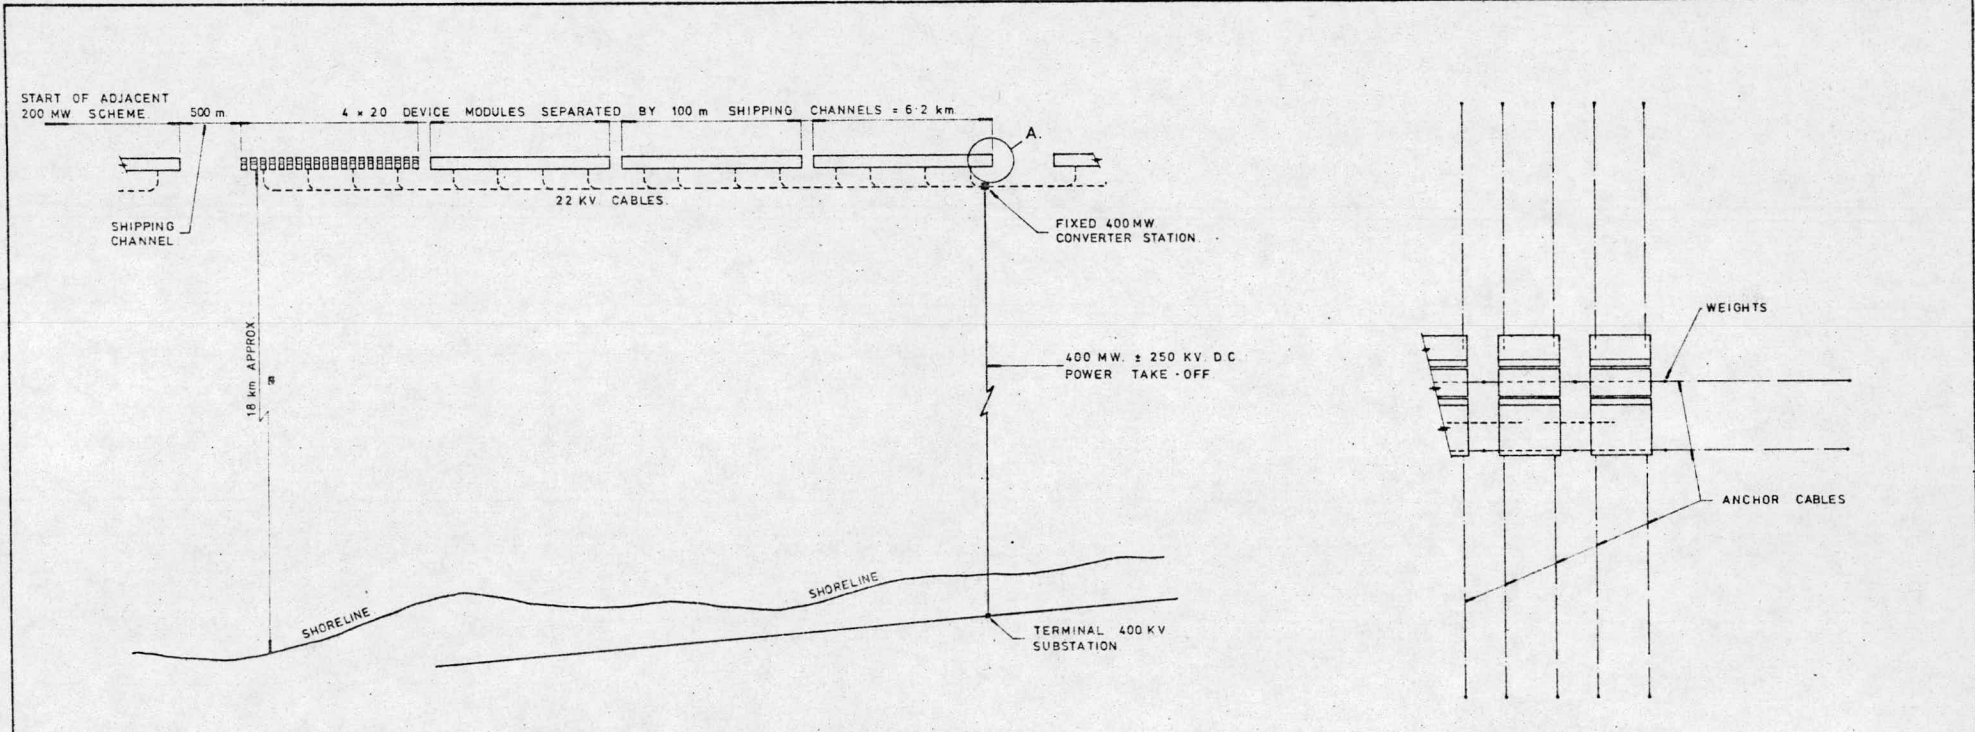 START OF ADJACENT
200 MW. SCHEME.
500 m.
4 × 20 DEVICE MODULES SEPARATED BY 100 m SHIPPING CHANNELS = 6·2 km.
A.
22 KV. CABLES.
SHIPPING
CHANNEL
FIXED 400 MW.
CONVERTER STATION.
18 km APPROX
400 MW. ± 250 KV. D.C.
POWER TAKE-OFF.
WEIGHTS
ANCHOR CABLES
SHORELINE
SHORELINE
TERMINAL 400 KV
SUBSTATION.